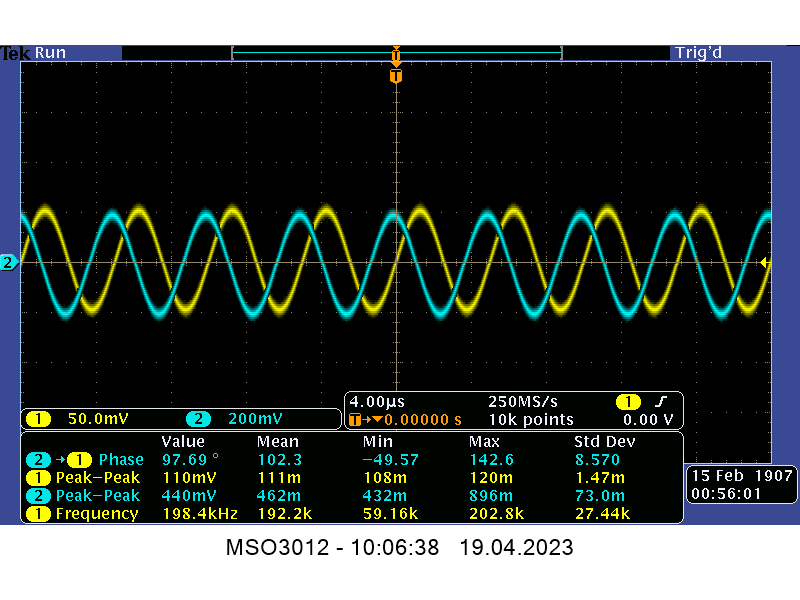 Tek Run Trig'd
T
T
2
1 50.0mV 2 200mV
4.00µs 250MS/s 1 ∫
T→▼0.00000 s 10k points 0.00 V
Value Mean Min Max Std Dev
2 →1 Phase 97.69 ° 102.3 −49.57 142.6 8.570
1 Peak−Peak 110mV 111m 108m 120m 1.47m
2 Peak−Peak 440mV 462m 432m 896m 73.0m
1 Frequency 198.4kHz 192.2k 59.16k 202.8k 27.44k
15 Feb 1907
00:56:01
MSO3012 - 10:06:38 19.04.2023